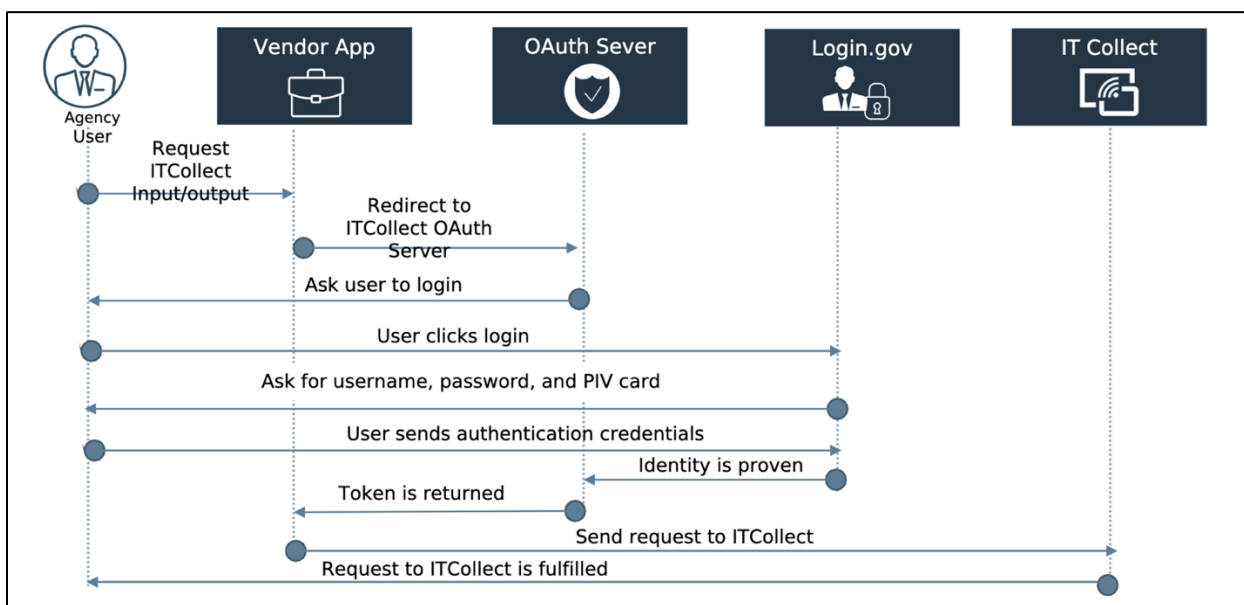 Vendor App
OAuth Sever
Login.gov
IT Collect
Agency
User
Request
ITCollect
Input/output
Redirect to
ITCollect OAuth
Server
Ask user to login
User clicks login
Ask for username, password, and PIV card
User sends authentication credentials
Identity is proven
Token is returned
Send request to ITCollect
Request to ITCollect is fulfilled